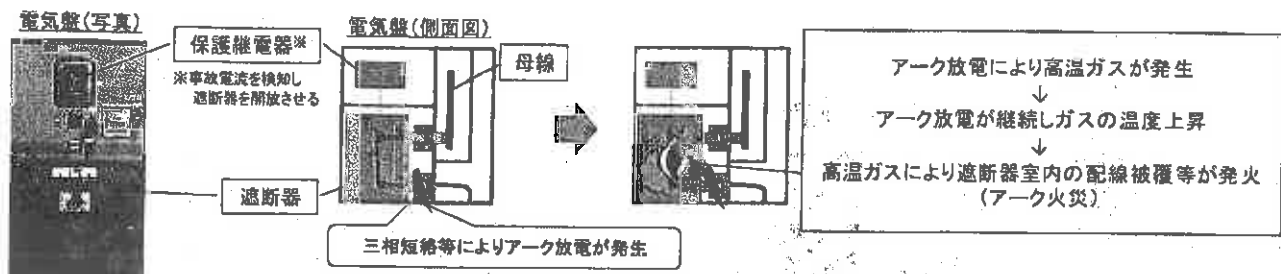 電気盤(写真)
保護継電器※
※事故電流を検知し
遮断器を開放させる
電気盤(側面図)
母線
遮断器
三相短絡等によりアーク放電が発生
アーク放電により高温ガスが発生
↓
アーク放電が継続しガスの温度上昇
↓
高温ガスにより遮断器室内の配線被覆等が発火
(アーク火災)